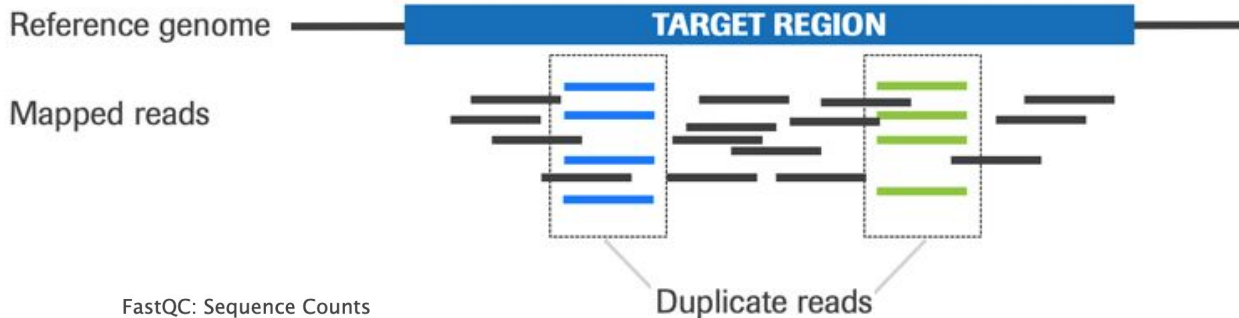 Reference genome
TARGET REGION
Mapped reads
Duplicate reads
FastQC: Sequence Counts